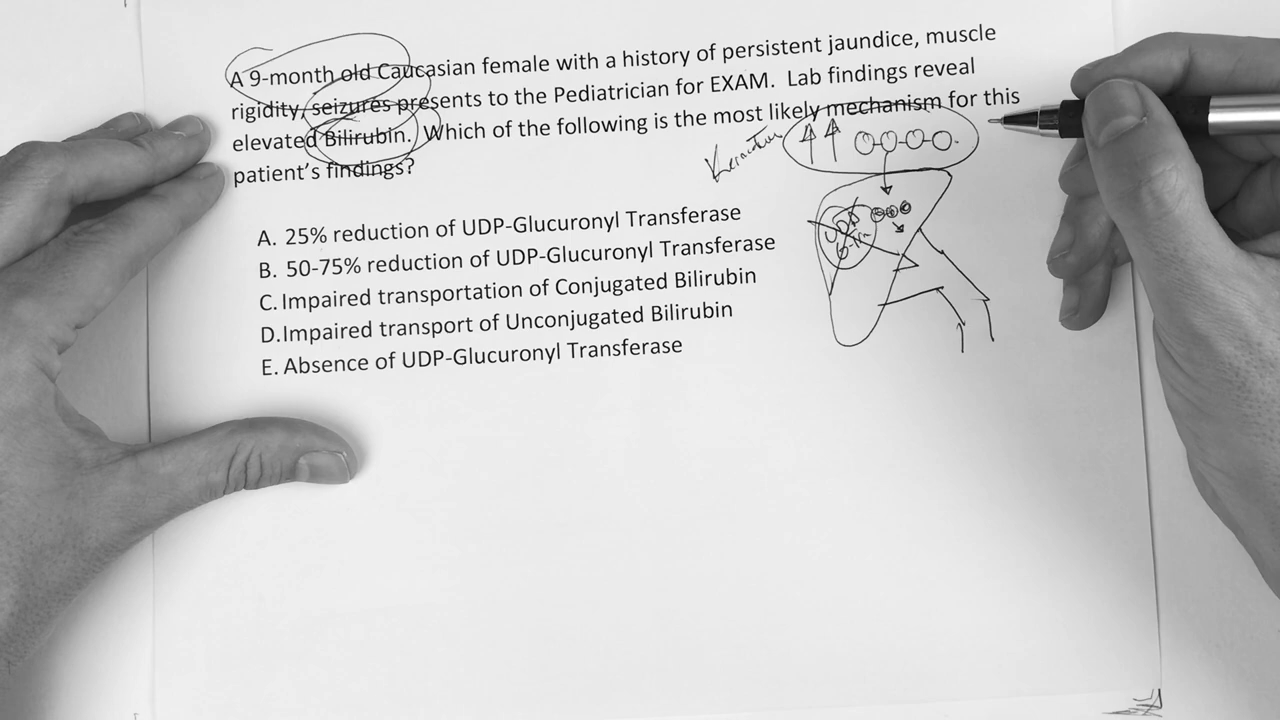 A 9-month old Caucasian female with a history of persistent jaundice, muscle
rigidity, seizures presents to the Pediatrician for EXAM. Lab findings reveal
elevated Bilirubin. Which of the following is the most likely mechanism for this
patient's findings?
Kernicterus
A. 25% reduction of UDP-Glucuronyl Transferase
B. 50-75% reduction of UDP-Glucuronyl Transferase
C. Impaired transportation of Conjugated Bilirubin
D. Impaired transport of Unconjugated Bilirubin
E. Absence of UDP-Glucuronyl Transferase
UDP